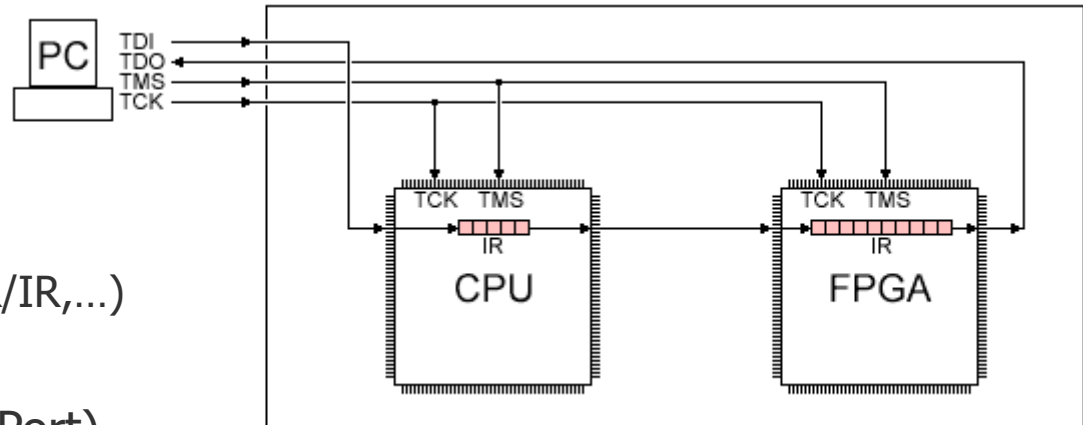 PC
TDI
TDO
TMS
TCK
TCK TMS
IR
CPU
TCK TMS
IR
FPGA
/IR,…)
Port)